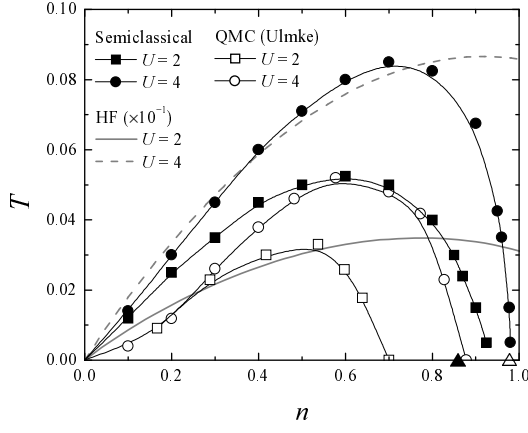 0.10
Semiclassical QMC (Ulmke)
U = 2 U = 2
U = 4 U = 4
0.08
HF (×10⁻¹)
U = 2
0.06
U = 4
T
0.04
0.02
0.00
0.0 0.2 0.4 0.6 0.8 1.0
n